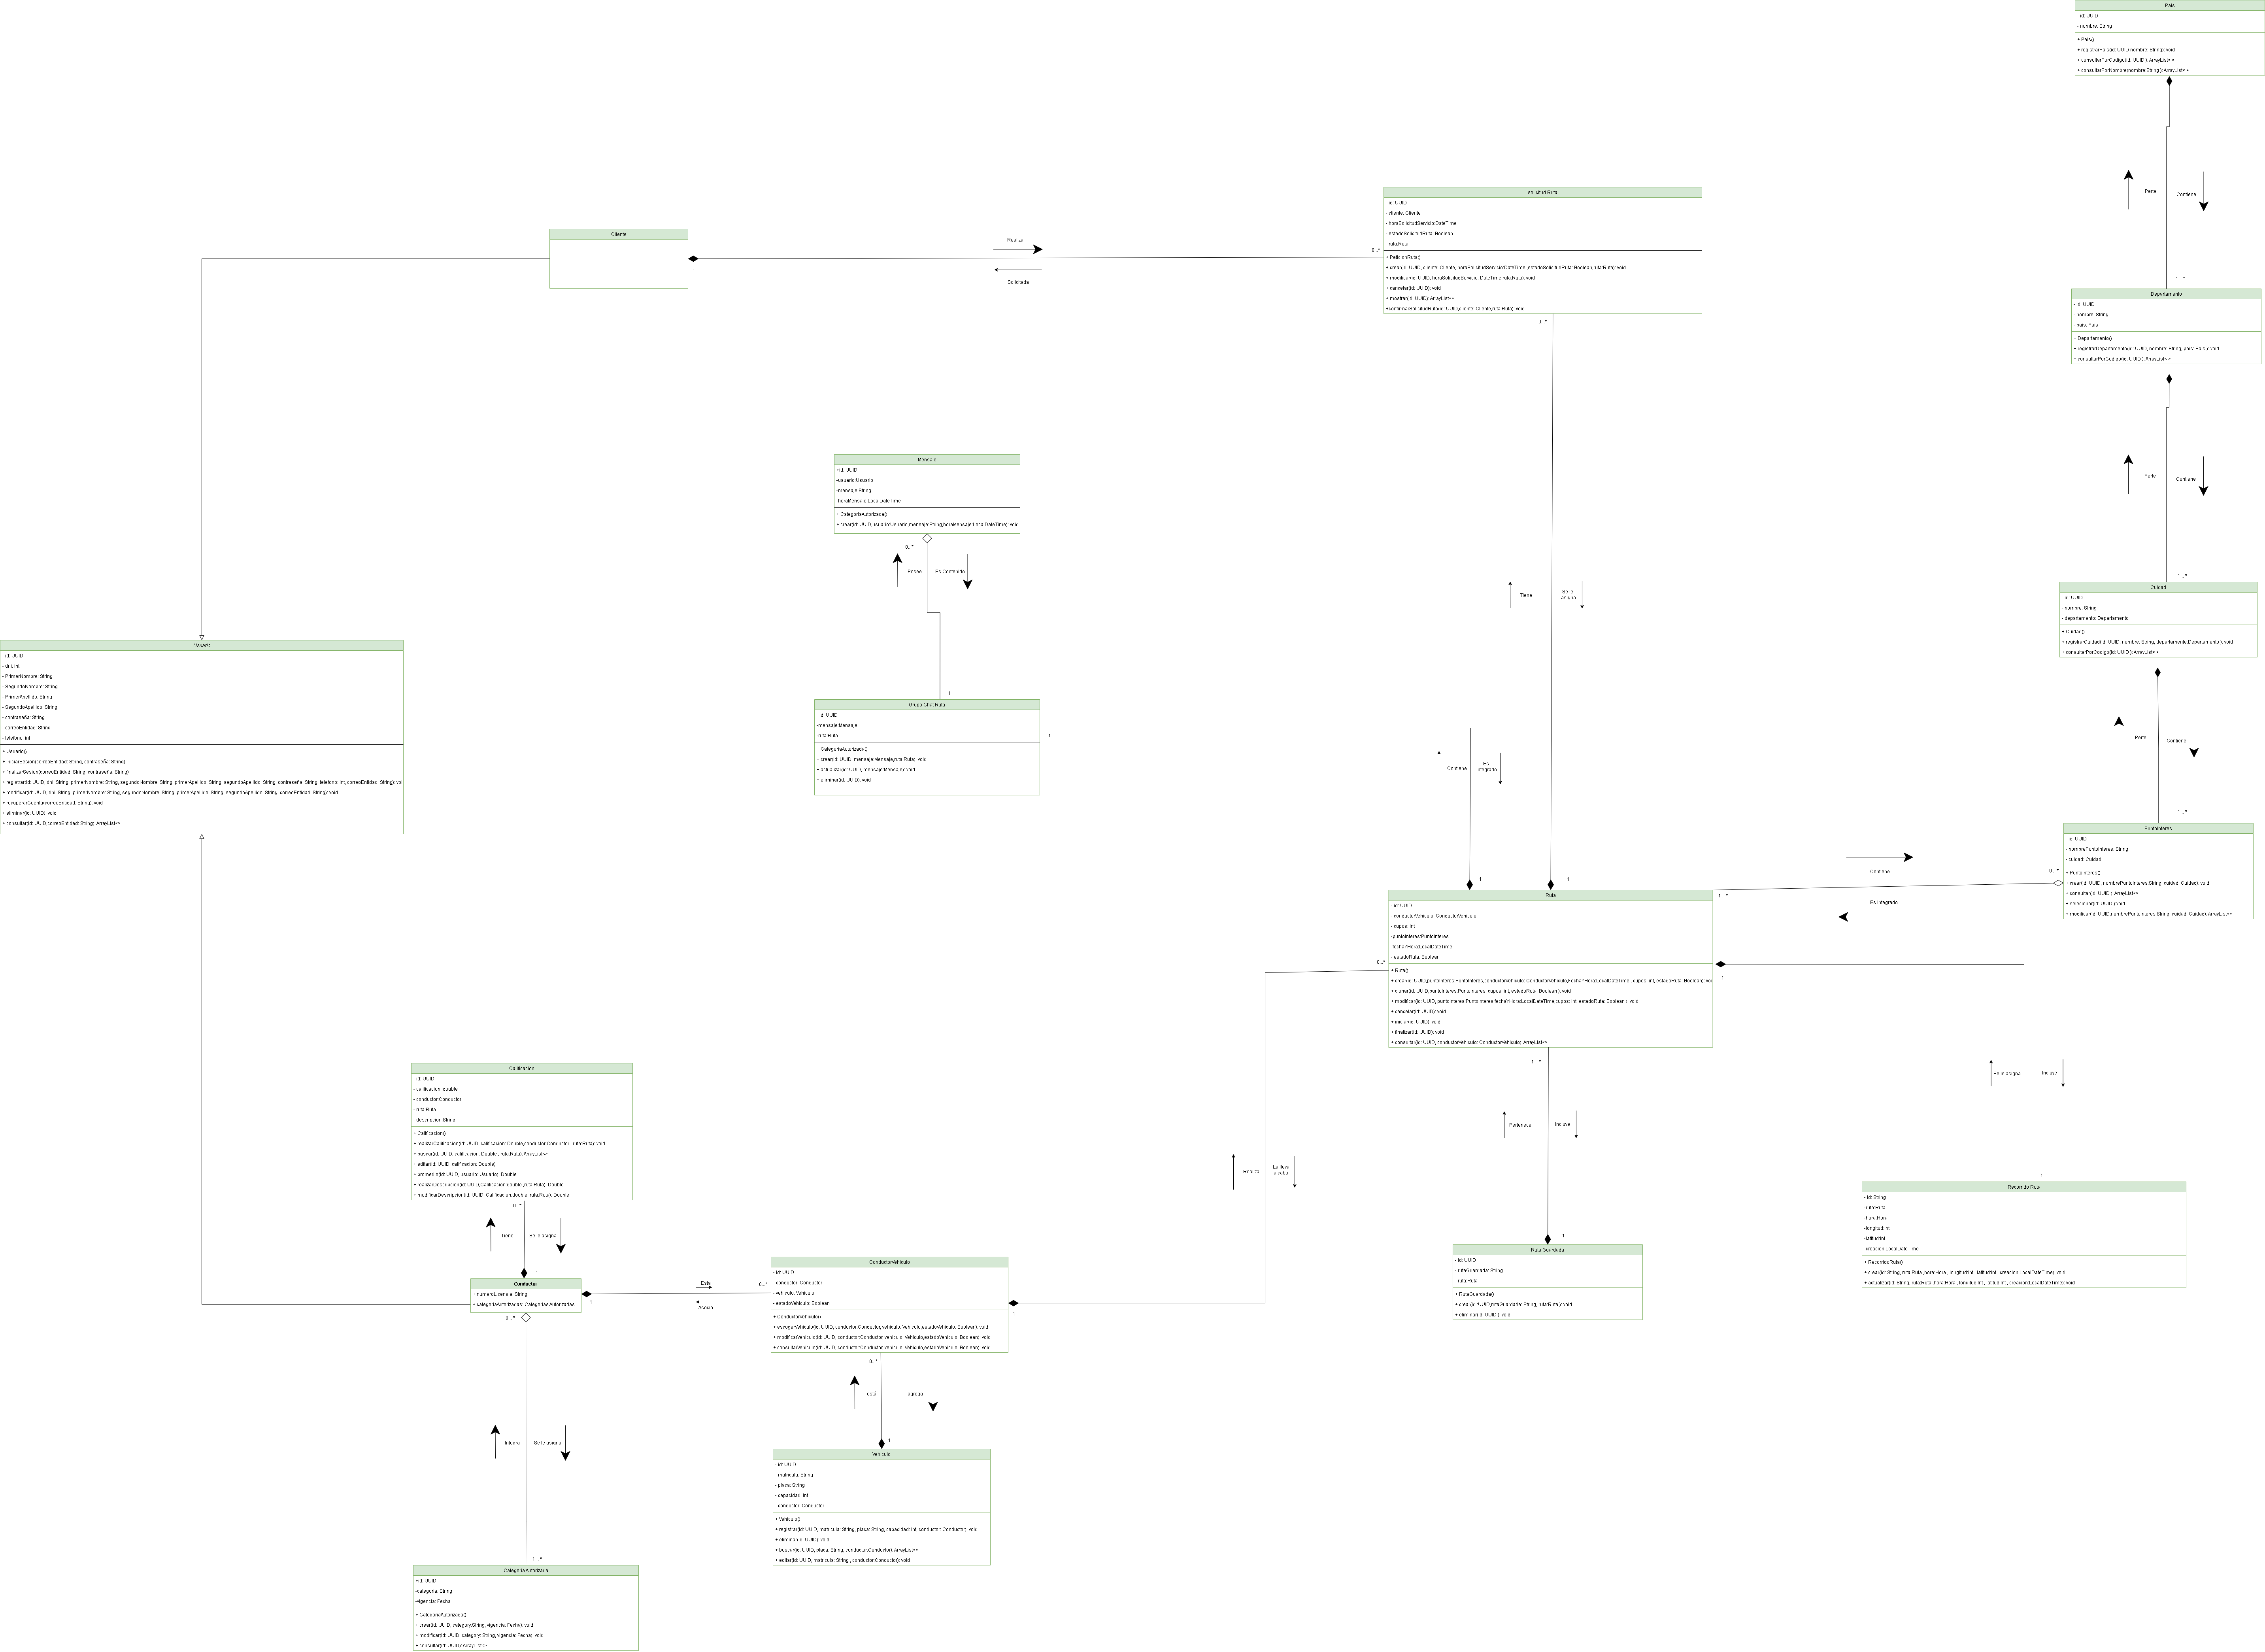 Pais
- id: UUID
- nombre: String
+ Pais()
+ registrarPais(id: UUID nombre: String): void
+ consultarPorCodigo(id: UUID ): ArrayList< >
+ consultarPorNombre(nombre:String ): ArrayList< >
Perte
Contiene
1 .. *
Departamento
- id: UUID
- nombre: String
- pais: Pais
+ Departamento()
+ registrarDepartamento(id: UUID, nombre: String, pais: Pais ): void
+ consultarPorCodigo(id: UUID ): ArrayList< >
Perte
Contiene
1 .. *
Cuidad
- id: UUID
- nombre: String
- departamento: Departamento
+ Cuidad()
+ registrarCuidad(id: UUID, nombre: String, departamente:Departamento ): void
+ consultarPorCodigo(id: UUID ): ArrayList< >
Perte
Contiene
1 .. *
PuntoInteres
- id: UUID
- nombrePuntoInteres: String
- cuidad: Cuidad
+ PuntoInteres()
+ crear(id: UUID, nombrePuntoInteres:String, cuidad: Cuidad): void
+ consultar(id: UUID ): ArrayList<>
+ selecionar(id: UUID ):void
+ modificar(id: UUID,nombrePuntoInteres:String, cuidad: Cuidad): ArrayList<>
0...*
Contiene
Es integrado
1 ...*
solicitud Ruta
- id: UUID
- cliente: Cliente
- horaSolicitudServicio:DateTime
- estadoSolicitudRuta: Boolean
- ruta:Ruta
+ PeticionRuta()
+ crear(id: UUID, cliente: Cliente, horaSolicitudServicio:DateTime ,estadoSolicitudRuta: Boolean,ruta:Ruta): void
+ modificar(id: UUID, horaSolicitudServicio: DateTime,ruta:Ruta): void
+ cancelar(id: UUID): void
+ mostrar(id: UUID): ArrayList<>
+confirmarSolicitudRuta(id: UUID,cliente: Cliente,ruta:Ruta): void
Cliente
1
Realiza
Solicitada
0...*
0...*
Tiene
Se le
asigna
1
Mensaje
+id: UUID
-usuario:Usuario
-mensaje:String
-horaMensaje:LocalDateTime
+ CategoriaAutorizada()
+ crear(id: UUID,usuario:Usuario,mensaje:String,horaMensaje:LocalDateTime): void
0...*
Posee
Es Contenido
1
Grupo Chat Ruta
+id: UUID
-mensaje:Mensaje
-ruta:Ruta
+ CategoriaAutorizada()
+ crear(id: UUID, mensaje:Mensaje,ruta:Ruta): void
+ actualizar(id: UUID, mensaje:Mensaje): void
+ eliminar(id: UUID): void
1
Contiene
Es
integrado
1
Usuario
- id: UUID
- dni: int
- PrimerNombre: String
- SegundoNombre: String
- PrimerApellido: String
- SegundoApellido: String
- contraseña: String
- correoEntidad: String
- telefono: int
+ Usuario()
+ iniciarSesion(correoEntidad: String, contraseña: String)
+ finalizarSesion(correoEntidad: String, contraseña: String)
+ registrar(id: UUID, dni: String, primerNombre: String, segundoNombre: String, primerApellido: String, segundoApellido: String, contraseña: String, telefono: int, correoEntidad: String): vo
+ modificar(id: UUID, dni: String, primerNombre: String, segundoNombre: String, primerApellido: String, segundoApellido: String, correoEntidad: String): void
+ recuperarCuenta(correoEntidad: String): void
+ eliminar(id: UUID): void
+ consultar(id: UUID,correoEntidad: String):ArrayList<>
Ruta
- id: UUID
- conductorVehiculo: ConductorVehiculo
- cupos: int
-puntoInteres:PuntoInteres
-fechaYHora:LocalDateTime
- estadoRuta: Boolean
+ Ruta()
+ crear(id: UUID,puntoInteres:PuntoInteres,conductorVehiculo: ConductorVehiculo,FechaYHora:LocalDateTime , cupos: int, estadoRuta: Boolean): voi
+ clonar(id: UUID,puntoInteres:PuntoInteres, cupos: int, estadoRuta: Boolean ): void
+ modificar(id: UUID, puntoInteres:PuntoInteres,fechaYHora:LocalDateTime,cupos: int, estadoRuta: Boolean ): void
+ cancelar(id: UUID): void
+ iniciar(id: UUID): void
+ finalizar(id: UUID): void
+ consultar(id: UUID, conductorVehiculo: ConductorVehiculo): ArrayList<>
0...*
1
Se le asigna
Incluye
1
1 ...*
Pertenece
Incluye
1
Realiza
La lleva
a cabo
Recorrido Ruta
- id: String
-ruta:Ruta
-hora:Hora
-longitud:Int
-latitud:Int
-creacion:LocalDateTime
+ RecorridoRuta()
+ crear(id: String, ruta:Ruta ,hora:Hora , longitud:Int , latitud:Int , creacion:LocalDateTime): void
+ actualizar(id: String, ruta:Ruta ,hora:Hora , longitud:Int , latitud:Int , creacion:LocalDateTime): void
Ruta Guardada
- id: UUID
- rutaGuardada: String
- ruta:Ruta
+ RutaGuardada()
+ crear(id :UUID,rutaGuardada: String, ruta:Ruta ): void
+ eliminar(id :UUID ): void
Calificacion
- id: UUID
- calificacion: double
- conductor:Conductor
- ruta:Ruta
- descripcion:String
+ Calificacion()
+ realizarCalificacion(id: UUID, calificacion: Double,conductor:Conductor , ruta:Ruta): void
+ buscar(id: UUID, calificacion: Double , ruta:Ruta):ArrayList<>
+ editar(id: UUID, calificacion: Double)
+ promedio(id: UUID, usuario: Usuario): Double
+ realizarDescripcion(id: UUID,Calificacion:double ,ruta:Ruta): Double
+ modificarDescripcion(id: UUID, Calificacion:double ,ruta:Ruta): Double
0...*
Tiene
Se le asigna
1
Conductor
+ numeroLicensia: String
+ categoriaAutorizadas: Categorias Autorizadas
1
Esta
Asocia
0...*
ConductorVehiculo
- id: UUID
- conductor: Conductor
- vehiculo: Vehiculo
- estadoVehiculo: Boolean
+ ConductorVehiculo()
+ escogerVehiculo(id: UUID, conductor:Conductor, vehiculo: Vehiculo,estadoVehiculo: Boolean): void
+ modificarVehiculo(id: UUID, conductor:Conductor, vehiculo: Vehiculo,estadoVehiculo: Boolean): void
+ consultarVehiculo(id: UUID, conductor:Conductor, vehiculo: Vehiculo,estadoVehiculo: Boolean): void
1
0...*
está
agrega
1
0...*
Integra
Se le asigna
1...*
Vehiculo
- id: UUID
- matricula: String
- placa: String
- capacidad: int
- conductor: Conductor
+ Vehiculo()
+ registrar(id: UUID, matricula: String, placa: String, capacidad: int, conductor: Conductor): void
+ eliminar(id: UUID): void
+ buscar(id: UUID, placa: String, conductor:Conductor):ArrayList<>
+ editar(id: UUID, matricula: String , conductor:Conductor): void
Categoria Autorizada
+id: UUID
-categoria: String
-vigencia: Fecha
+ CategoriaAutorizada()
+ crear(id: UUID, category:String, vigencia: Fecha): void
+ modificar(id: UUID, category: String, vigencia: Fecha): void
+ consultar(id: UUID): ArrayList<>